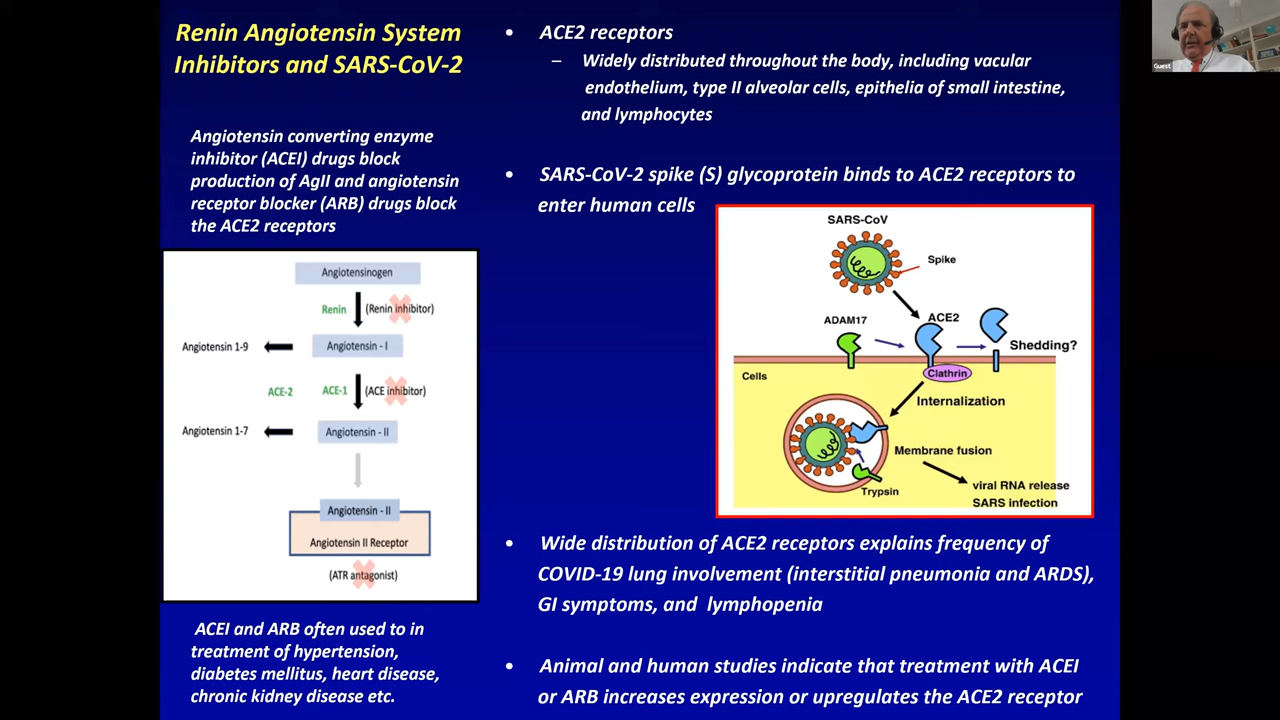 Renin Angiotensin System
Inhibitors and SARS-CoV-2
Angiotensin converting enzyme
inhibitor (ACEI) drugs block
production of AgII and angiotensin
receptor blocker (ARB) drugs block
the ACE2 receptors
Angiotensinogen
Renin
(Renin inhibitor)
Angiotensin 1-9
Angiotensin - I
ACE-2
ACE-1
(ACE inhibitor)
Angiotensin 1-7
Angiotensin - II
Angiotensin - II
Angiotensin II Receptor
(ATR antagonist)
ACEI and ARB often used to in
treatment of hypertension,
diabetes mellitus, heart disease,
chronic kidney disease etc.
• ACE2 receptors
– Widely distributed throughout the body, including vacular
endothelium, type II alveolar cells, epithelia of small intestine,
and lymphocytes
• SARS-CoV-2 spike (S) glycoprotein binds to ACE2 receptors to
enter human cells
SARS-CoV
Spike
ADAM17
ACE2
Shedding?
Cells
Clathrin
Internalization
Membrane fusion
Trypsin
viral RNA release
SARS infection
• Wide distribution of ACE2 receptors explains frequency of
COVID-19 lung involvement (interstitial pneumonia and ARDS),
GI symptoms, and lymphopenia
• Animal and human studies indicate that treatment with ACEI
or ARB increases expression or upregulates the ACE2 receptor
Guest